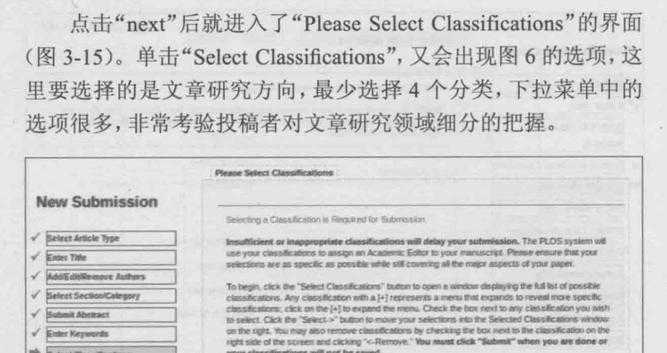 点击“next”后就进入了“Please Select Classifications”的界面
(图 3-15)。单击“Select Classifications”,又会出现图 6 的选项,这
里要选择的是文章研究方向,最少选择 4 个分类,下拉菜单中的
选项很多,非常考验投稿者对文章研究领域细分的把握。
Please Select Classifications
New Submission
Selecting a Classification is Required for Submission.
✓ Select Article Type
✓ Enter Title
✓ Add/Edit/Remove Authors
✓ Select Section/Category
✓ Submit Abstract
✓ Enter Keywords
Insufficient or inappropriate classifications will delay your submission. The PLOS system will
use your classifications to assign an Academic Editor to your manuscript. Please ensure that your
selections are as specific as possible while still covering all the major aspects of your paper.
To begin, click the "Select Classifications" button to open a window displaying the full list of possible
classifications. Any classification with a [+] represents a menu that expands to reveal more specific
classifications; click on the [+] to expand the menu. Check the box next to any classification you wish
to select. Click the "Select->" button to move your selections into the Selected Classifications window
on the right. You may also remove classifications by checking the box next to the classification on the
right side of the screen and clicking "<-Remove." You must click "Submit" when you are done or
your classifications will not be saved.